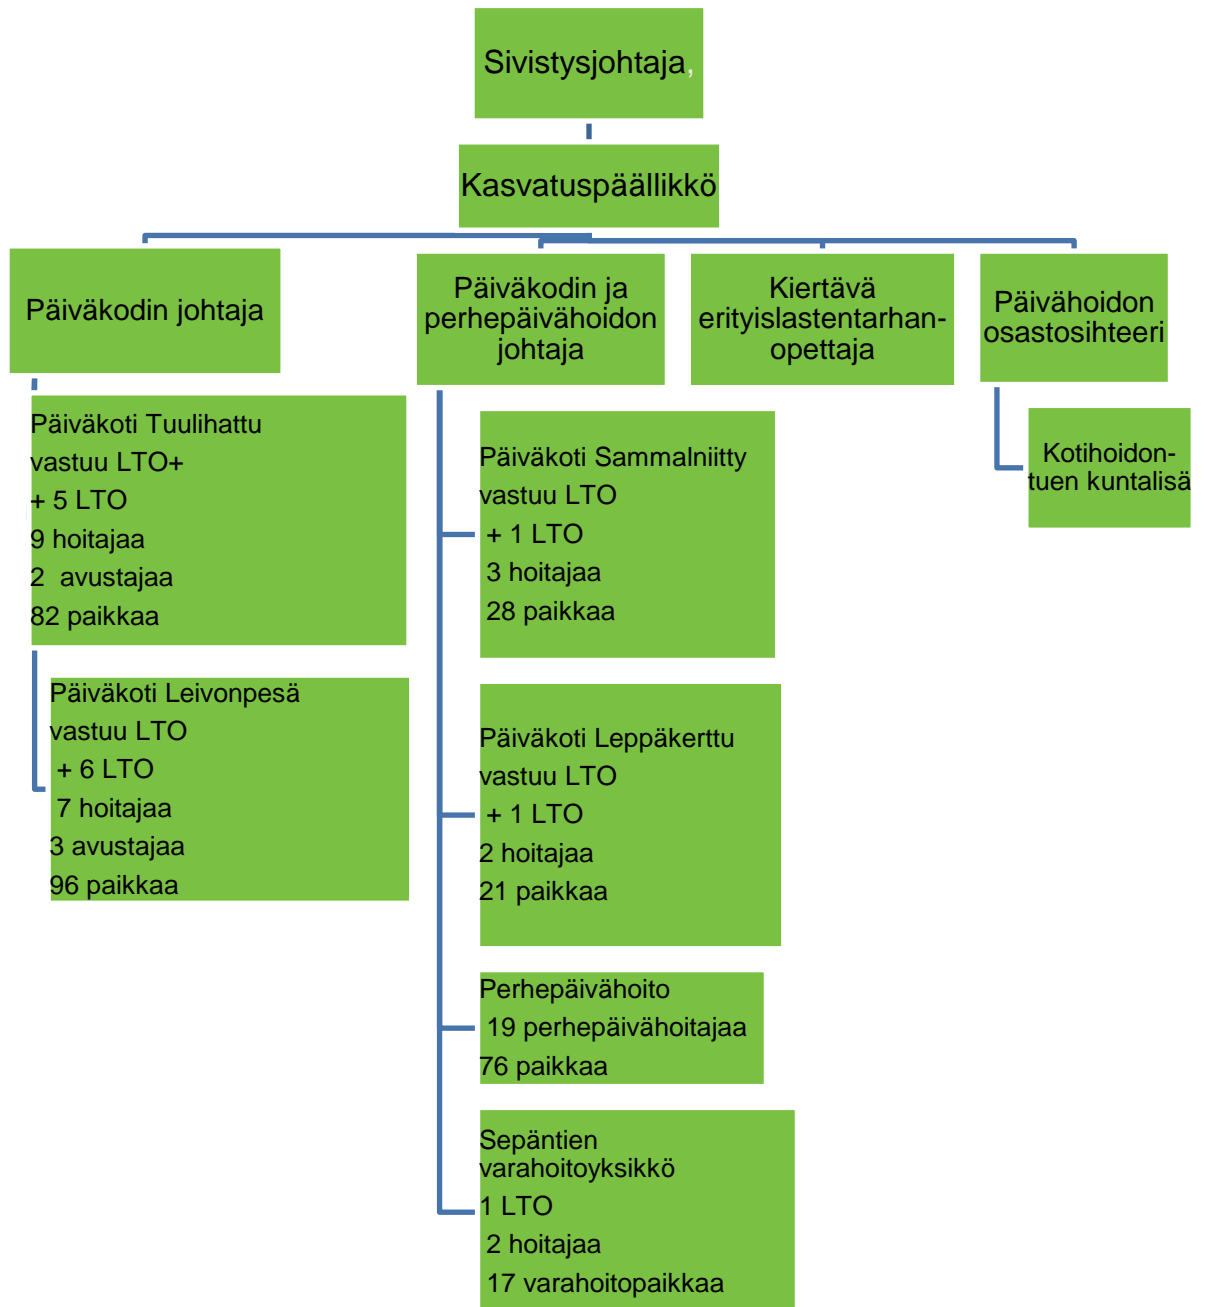 Sivistysjohtaja,
Kasvatuspäällikkö
Päiväkodin johtaja
Päiväkodin ja
perhepäivähoidon
johtaja
Kiertävä
erityislastentarhan-
opettaja
Päivähoidon
osastosihteeri
Päiväkoti Tuulihattu
vastuu LTO+
+ 5 LTO
9 hoitajaa
2 avustajaa
82 paikkaa
Päiväkoti Leivonpesä
vastuu LTO
+ 6 LTO
7 hoitajaa
3 avustajaa
96 paikkaa
Päiväkoti Sammalniitty
vastuu LTO
+ 1 LTO
3 hoitajaa
28 paikkaa
Päiväkoti Leppäkerttu
vastuu LTO
+ 1 LTO
2 hoitajaa
21 paikkaa
Perhepäivähoito
19 perhepäivähoitajaa
76 paikkaa
Sepäntien
varahoitoyksikkö
1 LTO
2 hoitajaa
17 varahoitopaikkaa
Kotihoidon-
tuen kuntalisä